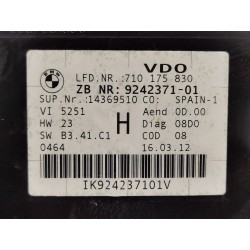 VDO
LFD.NR.:710 175 830
ZB NR: 9242371-01
SUP.Nr.:14369510 CO: SPAIN-1
VI 5251 Aend 0D.00
HW 23 H Diag 08D0
SW B3.41.C1 COD 08
0464 16.03.12
IK924237101V